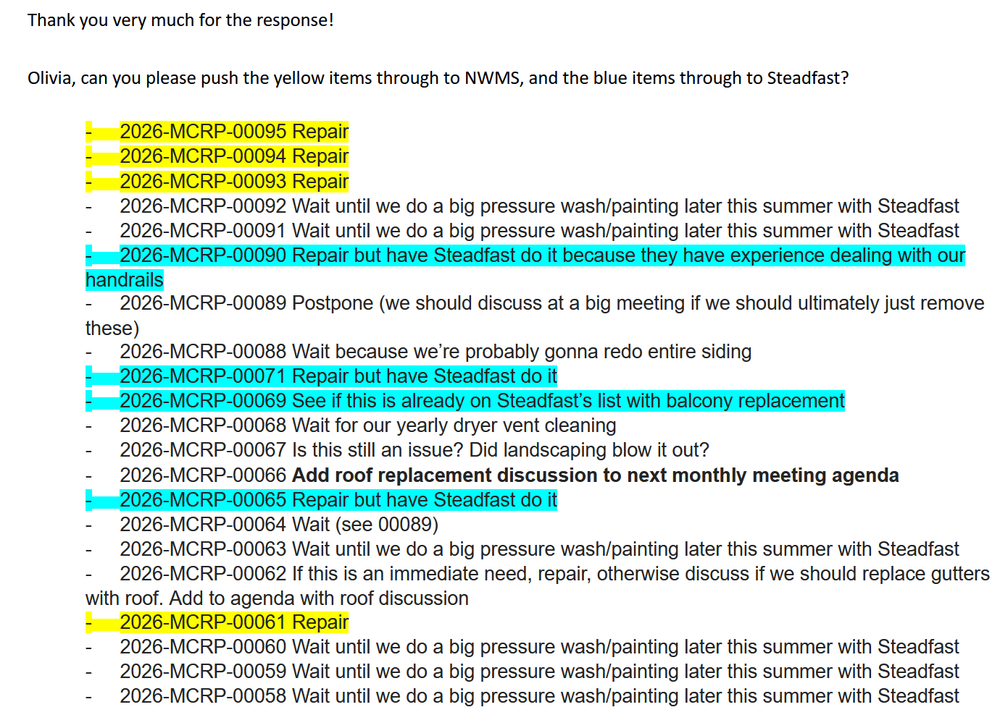 Thank you very much for the response!
Olivia, can you please push the yellow items through to NWMS, and the blue items through to Steadfast?
- 2026-MCRP-00095 Repair
- 2026-MCRP-00094 Repair
- 2026-MCRP-00093 Repair
- 2026-MCRP-00092 Wait until we do a big pressure wash/painting later this summer with Steadfast
- 2026-MCRP-00091 Wait until we do a big pressure wash/painting later this summer with Steadfast
- 2026-MCRP-00090 Repair but have Steadfast do it because they have experience dealing with our
handrails
- 2026-MCRP-00089 Postpone (we should discuss at a big meeting if we should ultimately just remove
these)
- 2026-MCRP-00088 Wait because we’re probably gonna redo entire siding
- 2026-MCRP-00071 Repair but have Steadfast do it
- 2026-MCRP-00069 See if this is already on Steadfast’s list with balcony replacement
- 2026-MCRP-00068 Wait for our yearly dryer vent cleaning
- 2026-MCRP-00067 Is this still an issue? Did landscaping blow it out?
- 2026-MCRP-00066 Add roof replacement discussion to next monthly meeting agenda
- 2026-MCRP-00065 Repair but have Steadfast do it
- 2026-MCRP-00064 Wait (see 00089)
- 2026-MCRP-00063 Wait until we do a big pressure wash/painting later this summer with Steadfast
- 2026-MCRP-00062 If this is an immediate need, repair, otherwise discuss if we should replace gutters
with roof. Add to agenda with roof discussion
- 2026-MCRP-00061 Repair
- 2026-MCRP-00060 Wait until we do a big pressure wash/painting later this summer with Steadfast
- 2026-MCRP-00059 Wait until we do a big pressure wash/painting later this summer with Steadfast
- 2026-MCRP-00058 Wait until we do a big pressure wash/painting later this summer with Steadfast